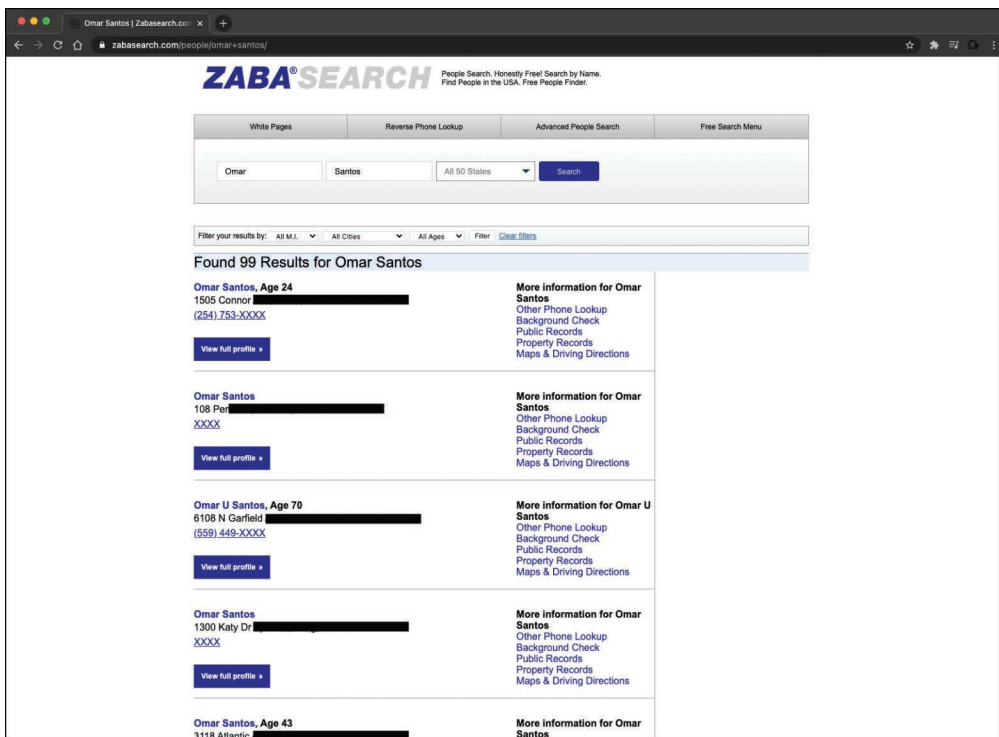 Omar Santos | Zabasearch.con
zabasearch.com/people/omar+santos/
ZABA®SEARCH
People Search. Honestly Free! Search by Name.
Find People in the USA. Free People Finder.
White Pages Reverse Phone Lookup Advanced People Search Free Search Menu
Omar Santos All 50 States Search
Filter your results by: All M.I. All Cities All Ages Filter Clear filters
Found 99 Results for Omar Santos
Omar Santos, Age 24
1505 Connor
(254) 753-XXXX
View full profile »
More information for Omar
Santos
Other Phone Lookup
Background Check
Public Records
Property Records
Maps & Driving Directions
Omar Santos
108 Per
XXXX
View full profile »
More information for Omar
Santos
Other Phone Lookup
Background Check
Public Records
Property Records
Maps & Driving Directions
Omar U Santos, Age 70
6108 N Garfield
(559) 449-XXXX
View full profile »
More information for Omar U
Santos
Other Phone Lookup
Background Check
Public Records
Property Records
Maps & Driving Directions
Omar Santos
1300 Katy Dr
XXXX
View full profile »
More information for Omar
Santos
Other Phone Lookup
Background Check
Public Records
Property Records
Maps & Driving Directions
Omar Santos, Age 43
3118 Atlantic
More information for Omar
Santos